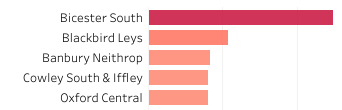 Bicester South
Blackbird Leys
Banbury Neithrop
Cowley South & Iffley
Oxford Central